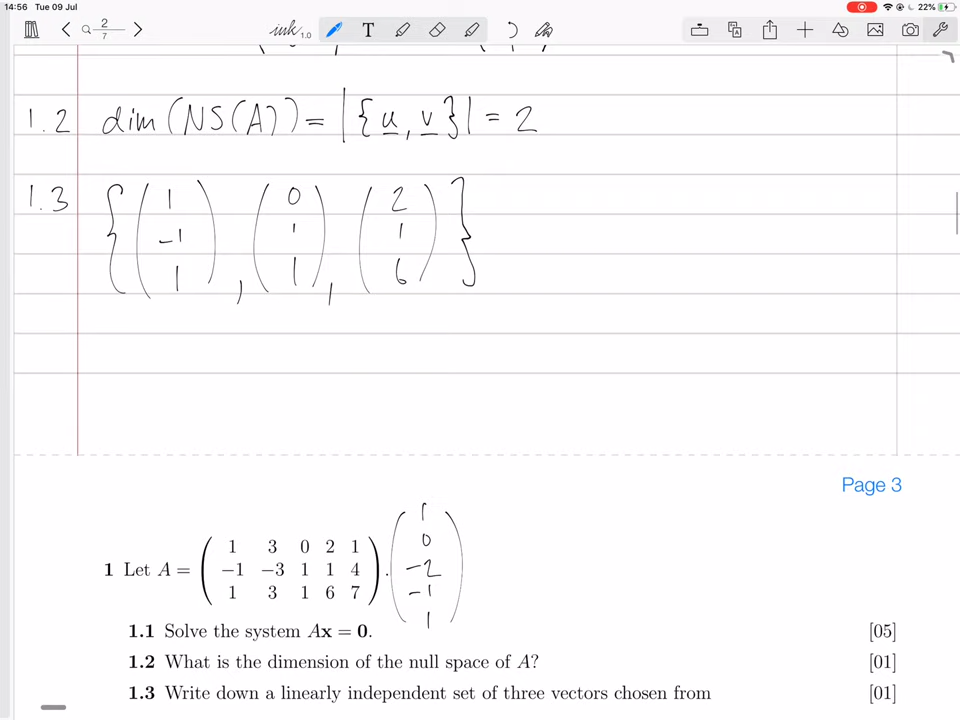 14:56 Tue 09 Jul 22%
2
7
ink 1.0 T
1.2 dim(NS(A)) = |{u, v}| = 2
1.3 { ( 1 -1 1 ) , ( 0 1 1 ) , ( 2 1 6 ) }
Page 3
1 Let A = ( 1 3 0 2 1
-1 -3 1 1 4
1 3 1 6 7 ) . ( 1 0 -2 -1 1 )
1.1 Solve the system Ax = 0. [05]
1.2 What is the dimension of the null space of A? [01]
1.3 Write down a linearly independent set of three vectors chosen from [01]